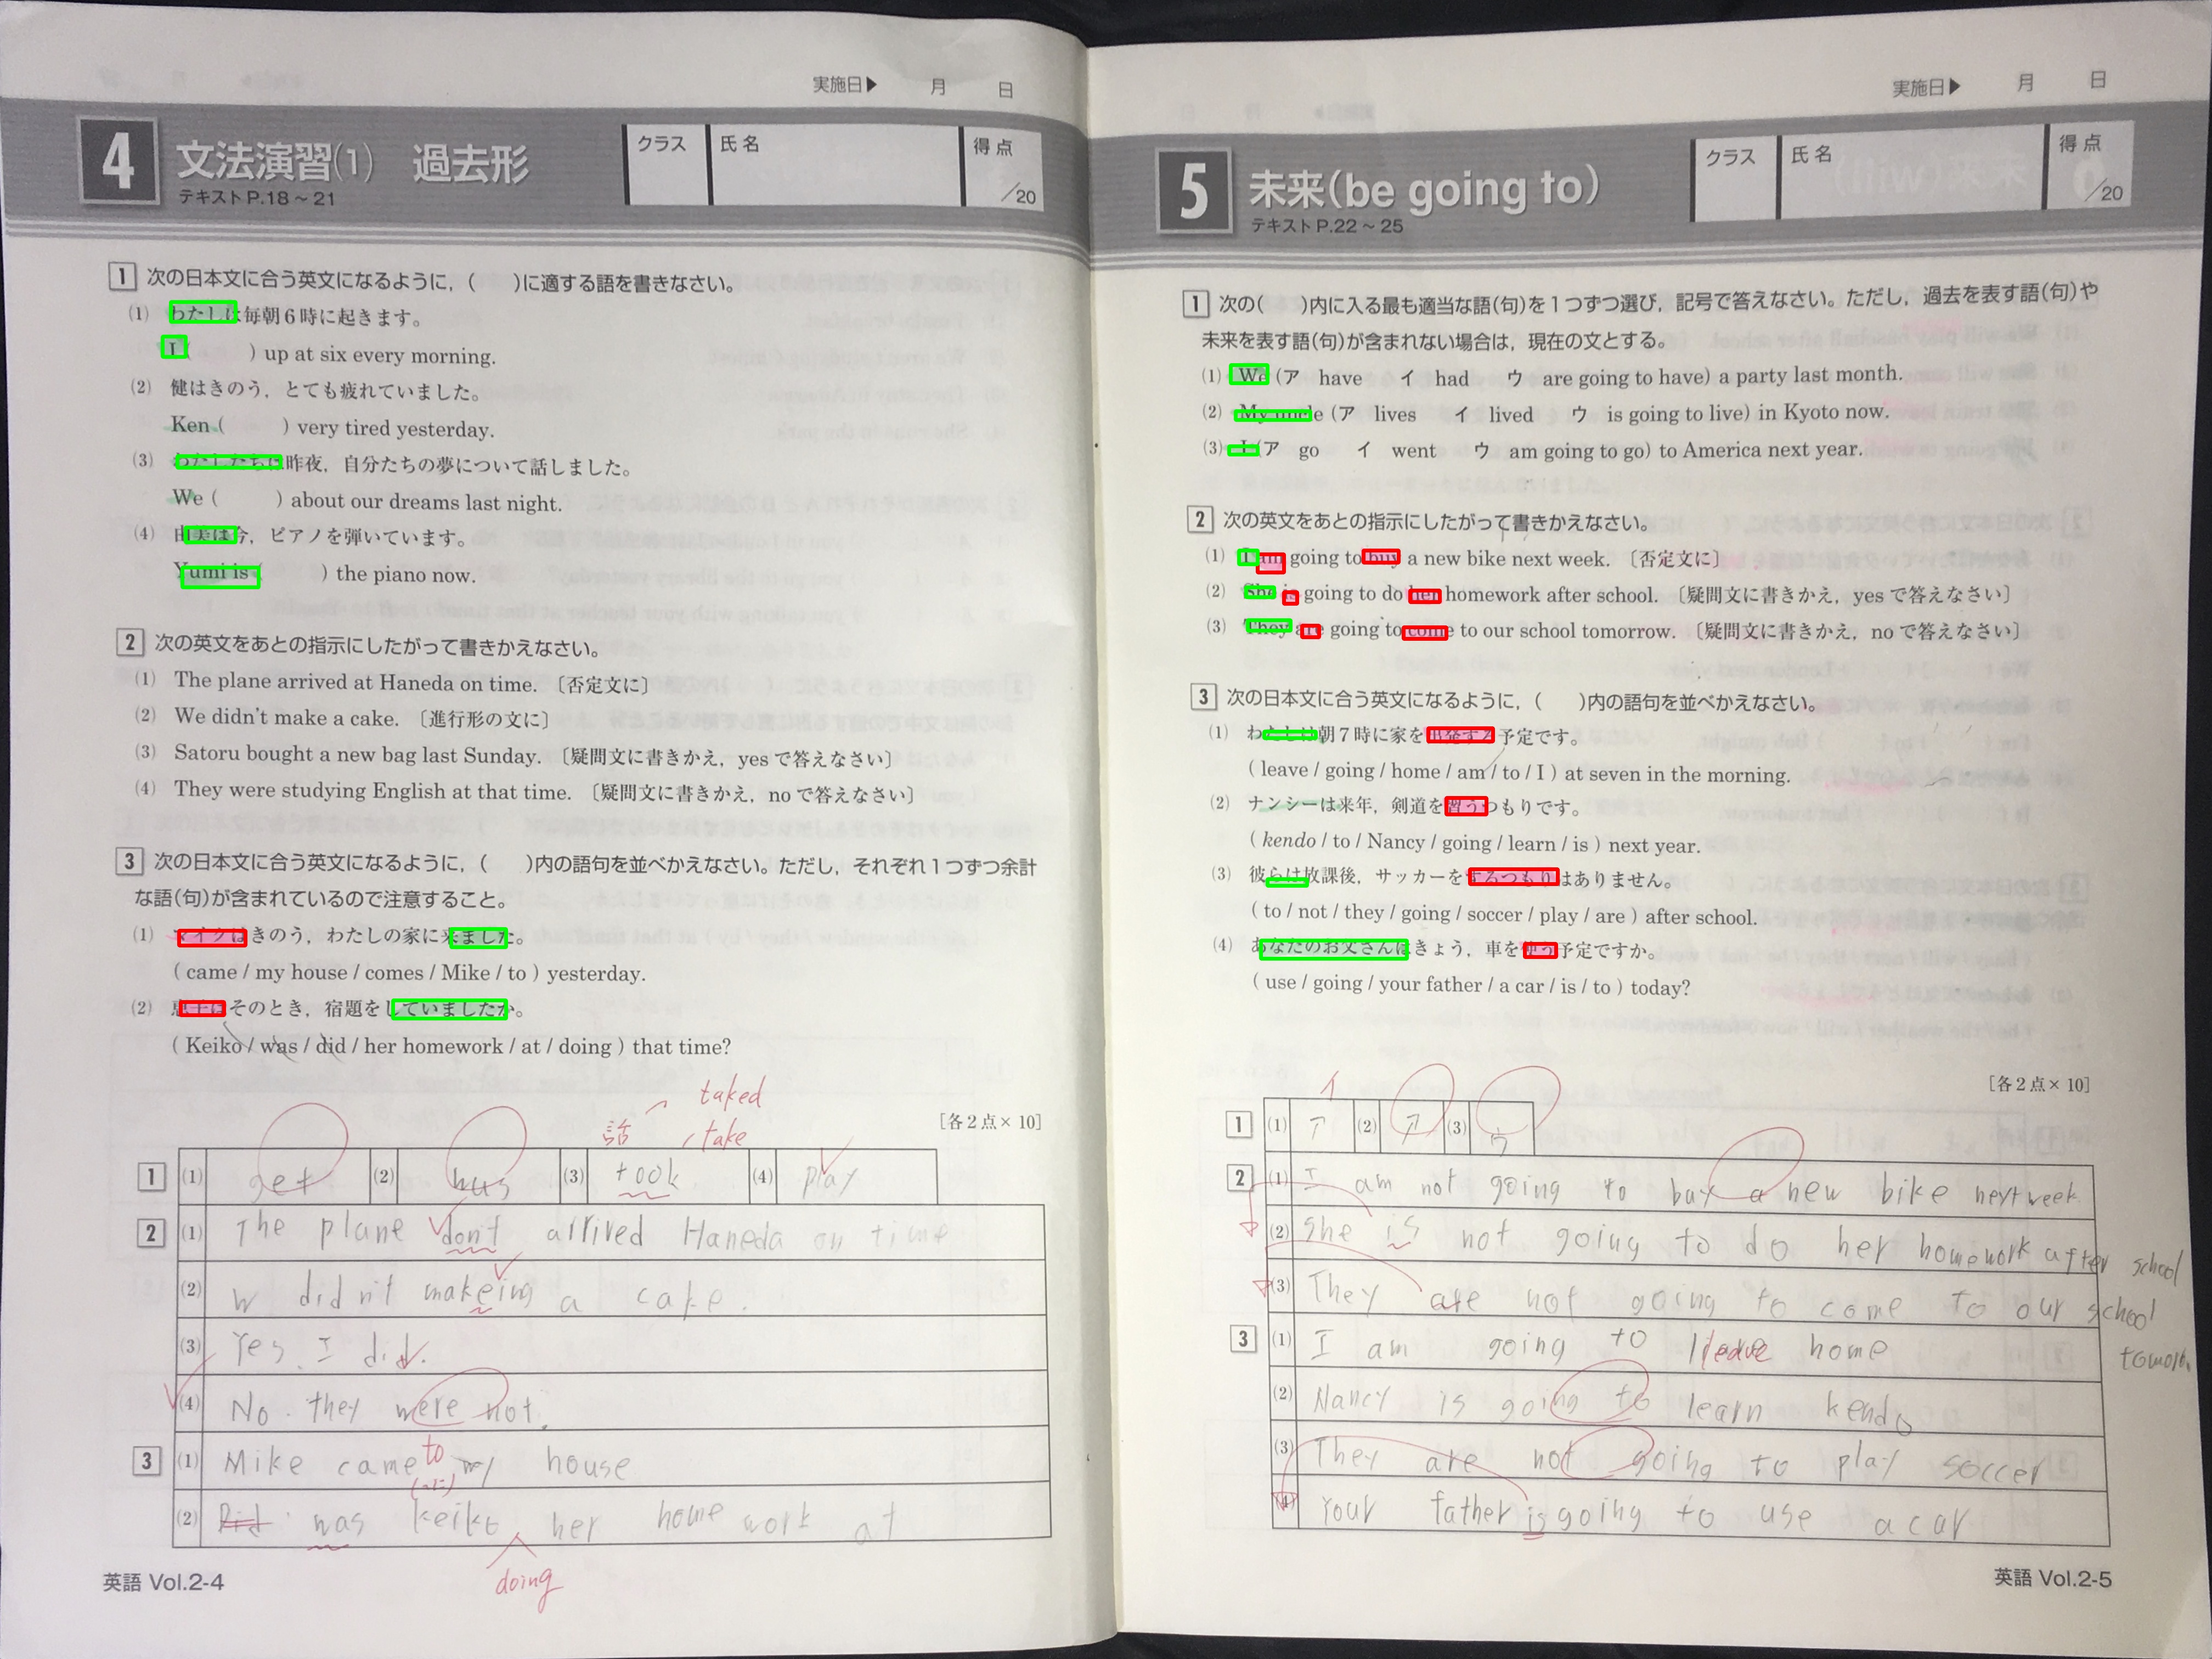 実施日▶ 月 日
4 文法演習(1) 過去形
テキストP.18～21
クラス 氏名 得点 /20
1 次の日本文に合う英文になるように，( )に適する語を書きなさい。
(1) わたしは毎朝6時に起きます。
I ( ) up at six every morning.
(2) 健はきのう，とても疲れていました。
Ken ( ) very tired yesterday.
(3) わたしたちは昨夜，自分たちの夢について話しました。
We ( ) about our dreams last night.
(4) 由実は今，ピアノを弾いています。
Yumi is ( ) the piano now.
2 次の英文をあとの指示にしたがって書きかえなさい。
(1) The plane arrived at Haneda on time. 〔否定文に〕
(2) We didn't make a cake. 〔進行形の文に〕
(3) Satoru bought a new bag last Sunday. 〔疑問文に書きかえ，yesで答えなさい〕
(4) They were studying English at that time. 〔疑問文に書きかえ，noで答えなさい〕
3 次の日本文に合う英文になるように，( )内の語句を並べかえなさい。ただし，それぞれ1つずつ余計
な語(句)が含まれているので注意すること。
(1) マイクはきのう，わたしの家に来ました。
( came / my house / comes / Mike / to ) yesterday.
(2) 恵子はそのとき，宿題をしていましたか。
( Keiko / was / did / her homework / at / doing ) that time?
taked
話 take
[各2点×10]
1 (1) get (2) was (3) took (4) play
2 (1) The plane don't arrived Haneda on time
(2) W didn't makeing a cake.
(3) Yes, I did.
(4) No. they were not.
3 (1) Mike came to my house
(2) Did was keiko her home work at
doing
英語 Vol.2-4
実施日▶ 月 日
5 未来(be going to)
テキストP.22～25
クラス 氏名 得点 /20
1 次の( )内に入る最も適当な語(句)を1つずつ選び，記号で答えなさい。ただし，過去を表す語(句)や
未来を表す語(句)が含まれない場合は，現在の文とする。
(1) We (ア have イ had ウ are going to have) a party last month.
(2) My uncle (ア lives イ lived ウ is going to live) in Kyoto now.
(3) I (ア go イ went ウ am going to go) to America next year.
2 次の英文をあとの指示にしたがって書きかえなさい。
(1) I am going to buy a new bike next week. 〔否定文に〕
(2) She is going to do her homework after school. 〔疑問文に書きかえ，yesで答えなさい〕
(3) They are going to come to our school tomorrow. 〔疑問文に書きかえ，noで答えなさい〕
3 次の日本文に合う英文になるように，( )内の語句を並べかえなさい。
(1) わたしは朝7時に家を出発する予定です。
( leave / going / home / am / to / I ) at seven in the morning.
(2) ナンシーは来年，剣道を習うつもりです。
( kendo / to / Nancy / going / learn / is ) next year.
(3) 彼らは放課後，サッカーをするつもりはありません。
( to / not / they / going / soccer / play / are ) after school.
(4) あなたのお父さんはきょう，車を使う予定ですか。
( use / going / your father / a car / is / to ) today?
[各2点×10]
イ
1 (1) ア (2) ア (3) ウ
2 (1) I am not going to buy a new bike next week.
(2) She is not going to do her homework after school
(3) They are not going to come to our school
3 (1) I am going to leave home
(2) Nancy is going to learn kendo
(3) They are not going to play soccer
(4) Your father is going to use a car
英語 Vol.2-5